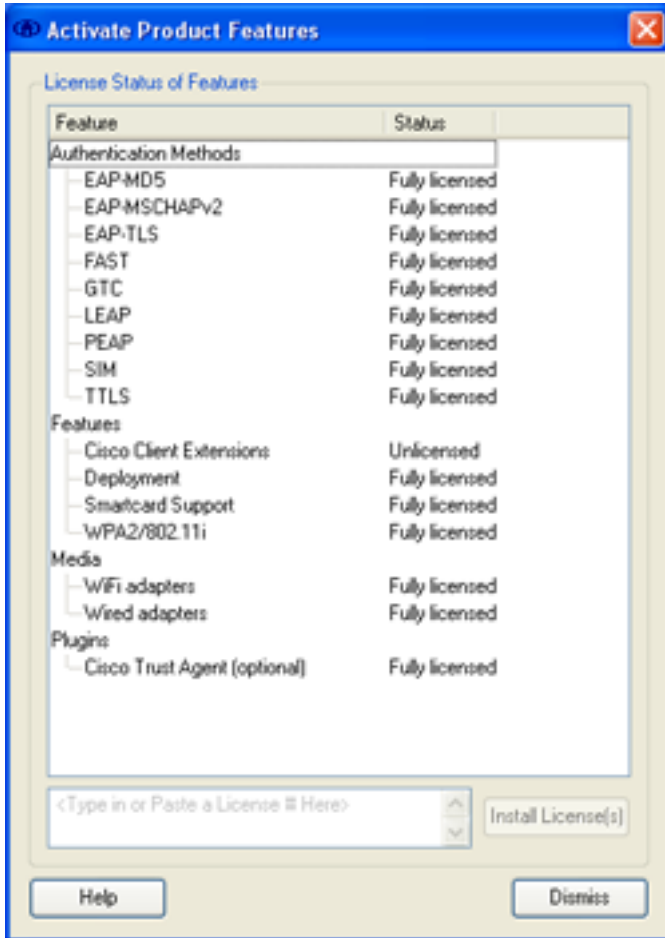 Activate Product Features
License Status of Features
Feature Status
Authentication Methods
EAP-MD5 Fully licensed
EAP-MSCHAPv2 Fully licensed
EAP-TLS Fully licensed
FAST Fully licensed
GTC Fully licensed
LEAP Fully licensed
PEAP Fully licensed
SIM Fully licensed
TTLS Fully licensed
Features
Cisco Client Extensions Unlicensed
Deployment Fully licensed
Smartcard Support Fully licensed
WPA2/802.11i Fully licensed
Media
WiFi adapters Fully licensed
Wired adapters Fully licensed
Plugins
Cisco Trust Agent (optional) Fully licensed
<Type in or Paste a License # Here>
Install License(s)
Help Dismiss